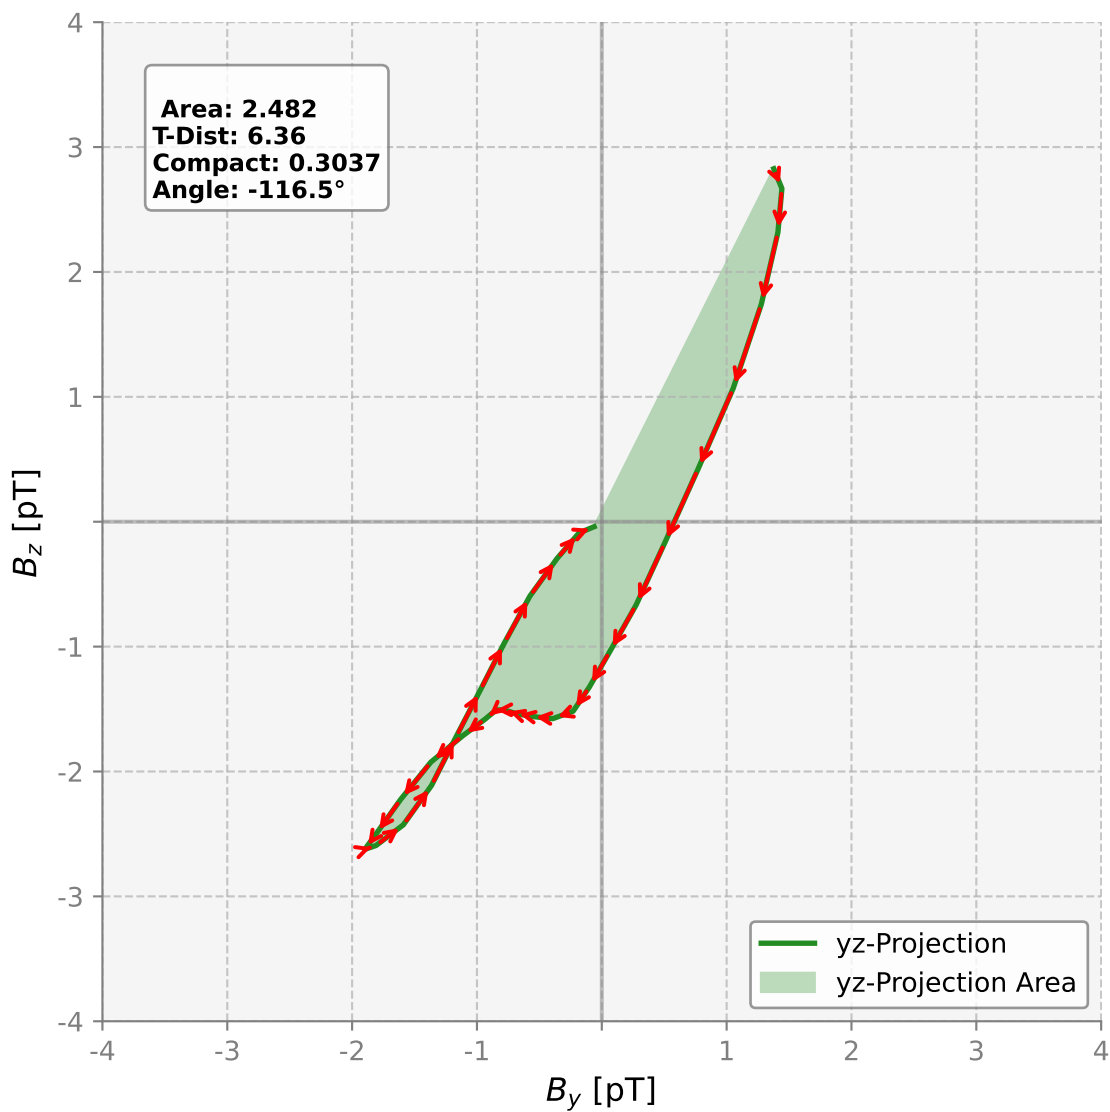 4
3
2
1
-1
-2
-3
-4
B_z [pT]
Area: 2.482
T-Dist: 6.36
Compact: 0.3037
Angle: -116.5°
yz-Projection
yz-Projection Area
-4 -3 -2 -1 1 2 3 4
B_y [pT]